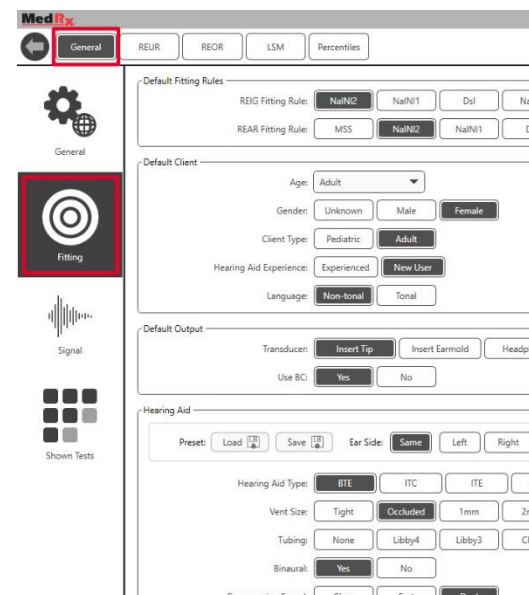 MedRx
General REUR REOR LSM Percentiles
General
Fitting
Signal
Shown Tests
Default Fitting Rules
REIG Fitting Rule: NalNl2 NalNl1 Dsl
REAR Fitting Rule: MSS NalNl2 NalNl1
Default Client
Age: Adult
Gender: Unknown Male Female
Client Type: Pediatric Adult
Hearing Aid Experience: Experienced New User
Language: Non-tonal Tonal
Default Output
Transducer: Insert Tip Insert Earmold Headp
Use BC: Yes No
Hearing Aid
Preset: Load Save Ear Side: Same Left Right
Hearing Aid Type: BTE ITC ITE
Vent Size: Tight Occluded 1mm
Tubing: None Libby4 Libby3
Binaural: Yes No